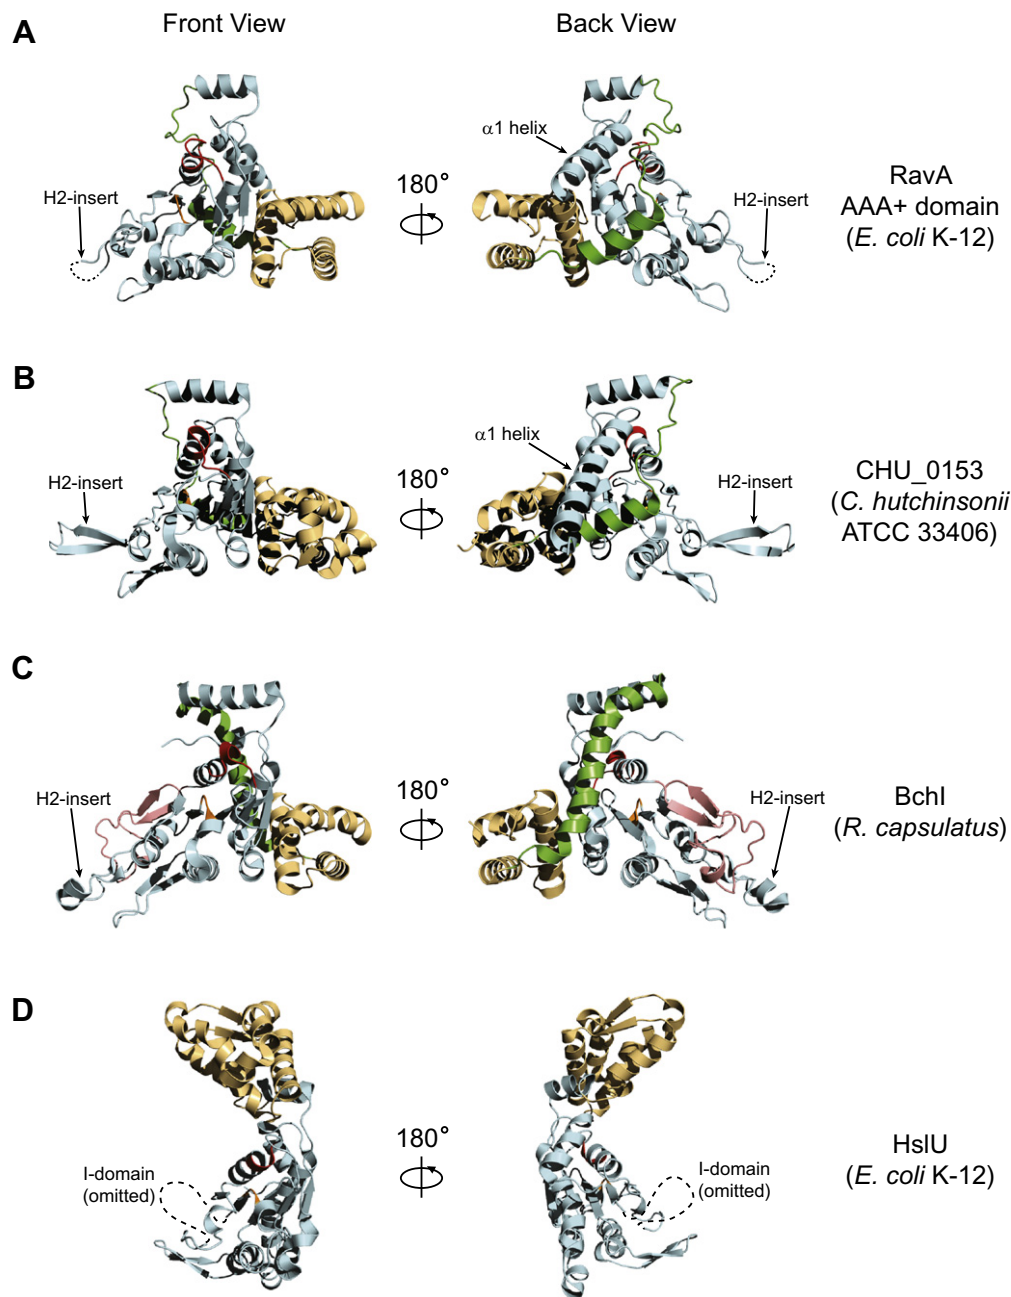 Front View
Back View
A
α1 helix
H2-insert
180°
H2-insert
RavA
AAA+ domain
(E. coli K-12)
B
α1 helix
H2-insert
180°
H2-insert
CHU_0153
(C. hutchinsonii
ATCC 33406)
C
H2-insert
180°
H2-insert
BchI
(R. capsulatus)
D
I-domain
(omitted)
180°
I-domain
(omitted)
HslU
(E. coli K-12)